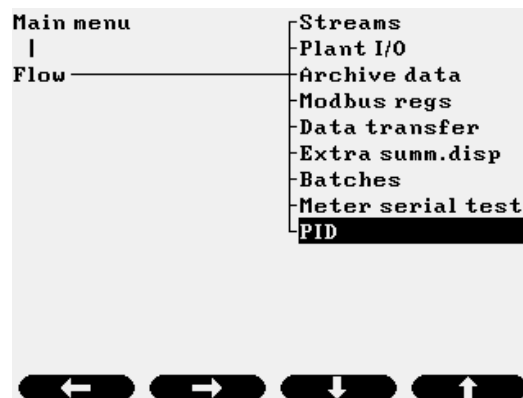 Main menu
Flow
Streams
Plant I/O
Archive data
Modbus regs
Data transfer
Extra summ.disp
Batches
Meter serial test
PID